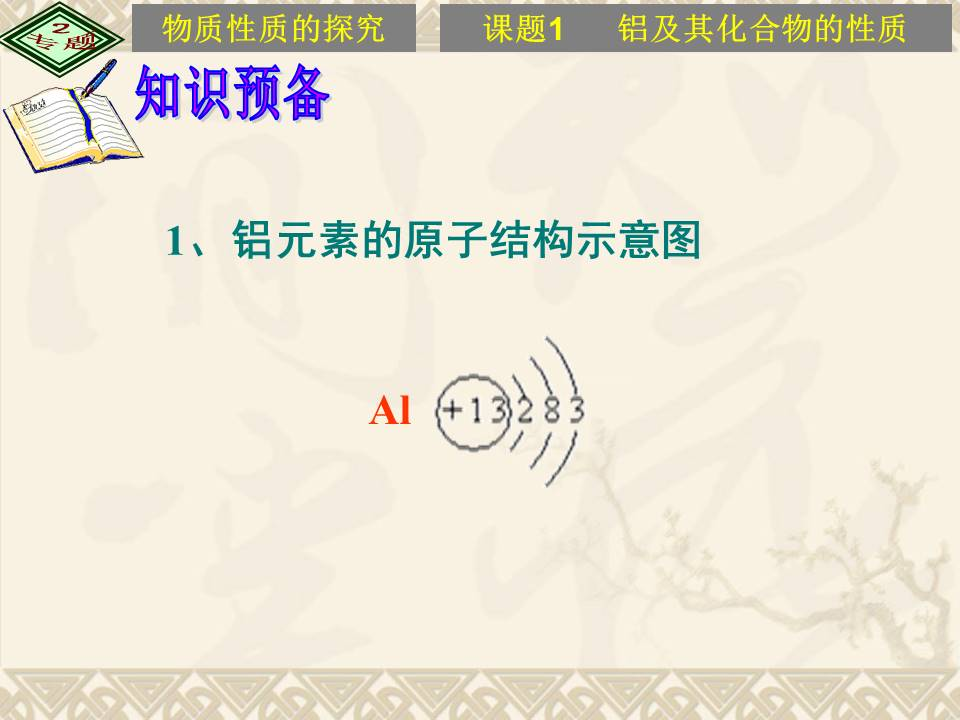 2
专题
物质性质的探究
课题1 铝及其化合物的性质
知识预备
1、铝元素的原子结构示意图
Al +13 2 8 3